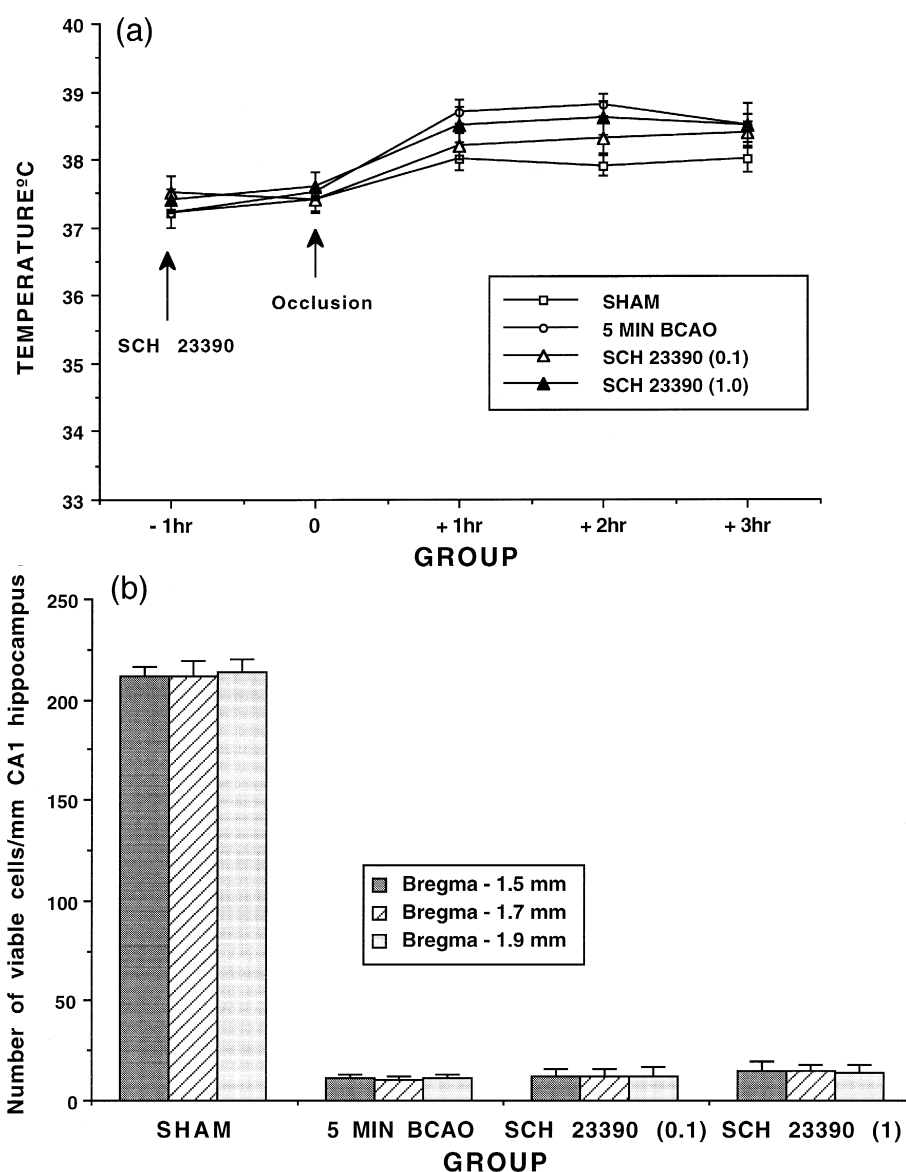 (a)
40
39
38
37
36
35
34
33
TEMPERATUREºC
SCH 23390
Occlusion
SHAM
5 MIN BCAO
SCH 23390 (0.1)
SCH 23390 (1.0)
- 1hr
0
+ 1hr
+ 2hr
+ 3hr
GROUP
(b)
250
200
150
100
50
0
Number of viable cells/mm CA1 hippocampus
Bregma - 1.5 mm
Bregma - 1.7 mm
Bregma - 1.9 mm
SHAM
5 MIN BCAO
SCH 23390 (0.1)
SCH 23390 (1)
GROUP